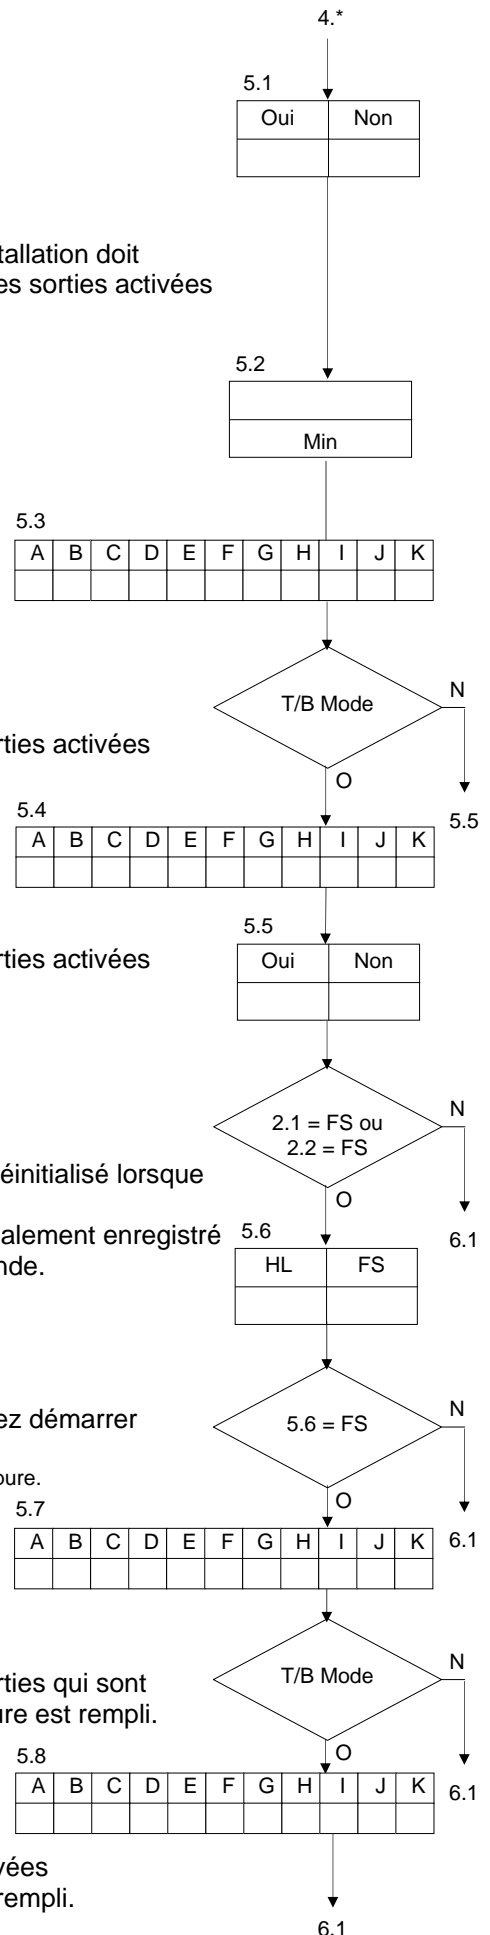 4.*
5.1
Oui Non
tallation doit
es sorties activées
5.2
Min
5.3
A B C D E F G H I J K
T/B Mode
N
rties activées
O
5.4
5.5
A B C D E F G H I J K
5.5
rties activées
Oui Non
2.1 = FS ou
2.2 = FS
N
éinitialisé lorsque
O
alement enregistré
nde.
5.6
6.1
HL FS
ez démarrer
5.6 = FS
N
oure.
O
5.7
A B C D E F G H I J K
6.1
T/B Mode
N
rties qui sont
ure est rempli.
O
5.8
A B C D E F G H I J K
6.1
vées
rempli.
6.1